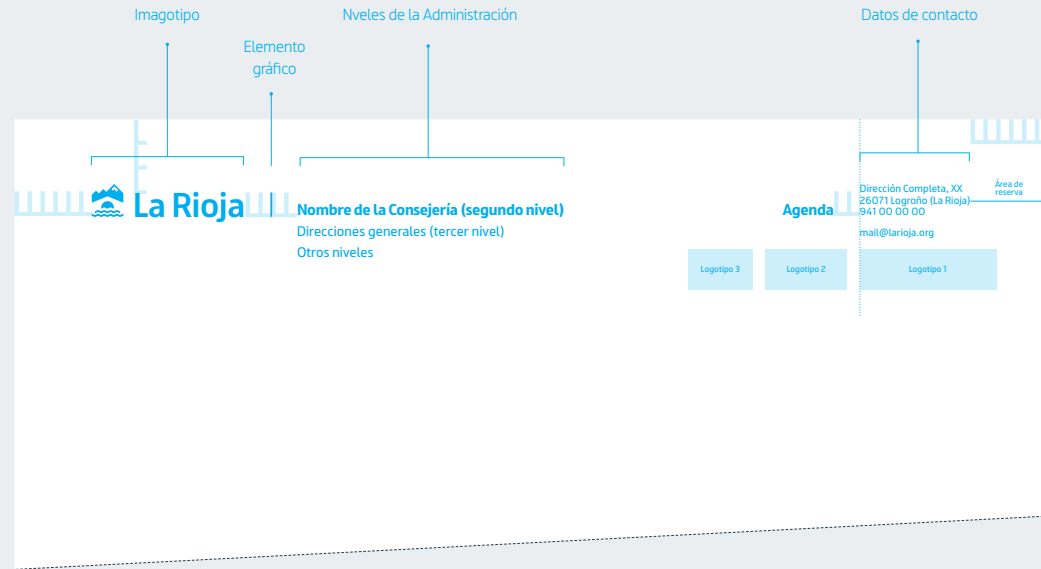 Imagotipo
Nveles de la Administración
Datos de contacto
Elemento
gráfico
La Rioja
Nombre de la Consejería (segundo nivel)
Direcciones generales (tercer nivel)
Otros niveles
Agenda
Dirección Completa, XX
26071 Logroño (La Rioja)
941 00 00 00
mail@larioja.org
Área de
reserva
Logotipo 3
Logotipo 2
Logotipo 1